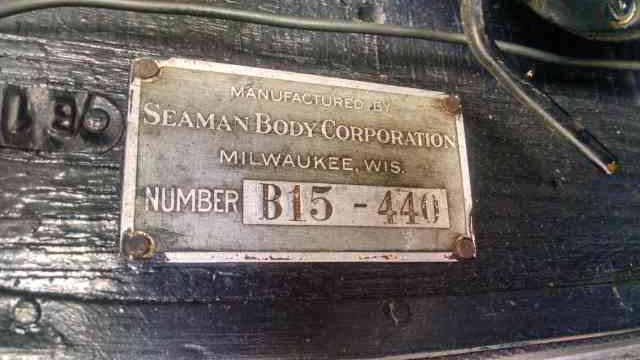 MANUFACTURED BY
SEAMAN BODY CORPORATION
MILWAUKEE, WIS.
NUMBER B15-440